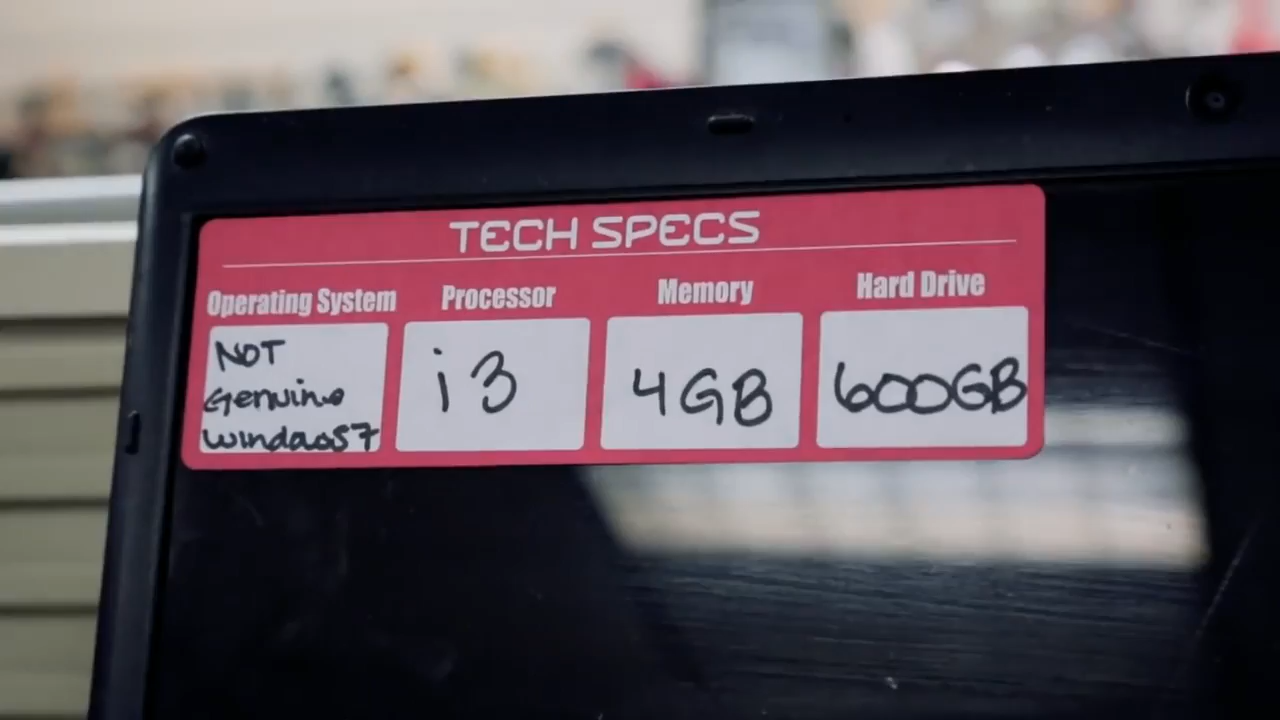 TECH SPECS
Operating System Processor Memory Hard Drive
NOT
Genuine
windows7
i3
4GB
600GB